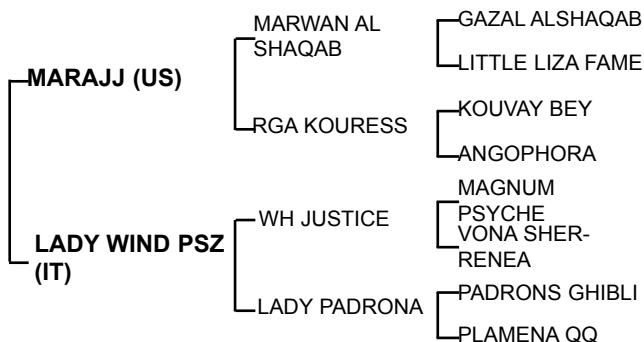 MARAJJ (US)
MARWAN AL
SHAQAB
GAZAL ALSHAQAB
LITTLE LIZA FAME
RGA KOURESS
KOUVAY BEY
ANGOPHORA
LADY WIND PSZ
(IT)
WH JUSTICE
MAGNUM
PSYCHE
VONA SHER-
RENEA
LADY PADRONA
PADRONS GHIBLI
PLAMENA QQ